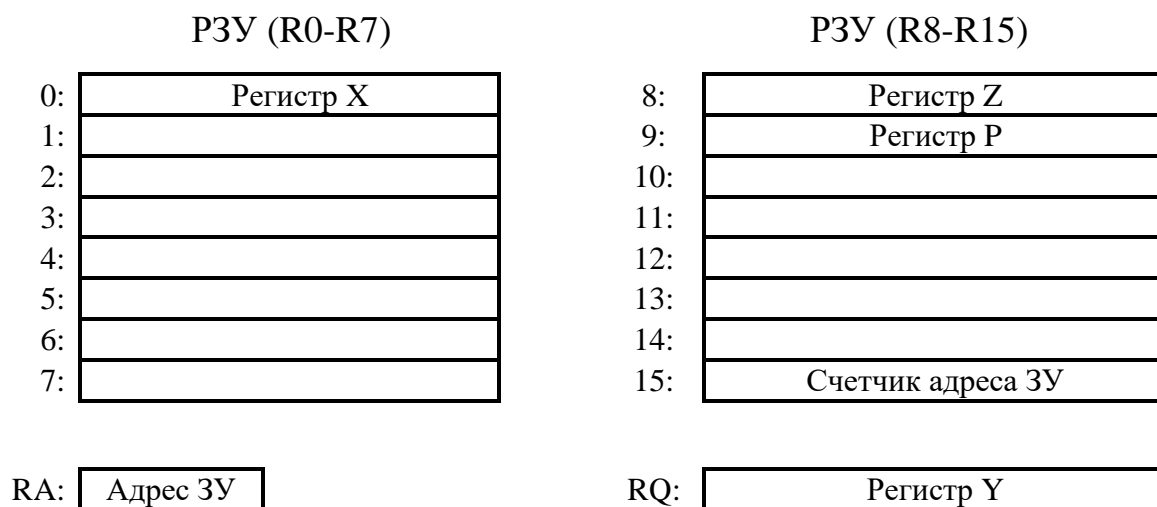 РЗУ (R0-R7)
РЗУ (R8-R15)
0: Регистр X
8: Регистр Z
1:
9: Регистр P
2:
10:
3:
11:
4:
12:
5:
13:
6:
14:
7:
15: Счетчик адреса ЗУ
RA: Адрес ЗУ
RQ: Регистр Y